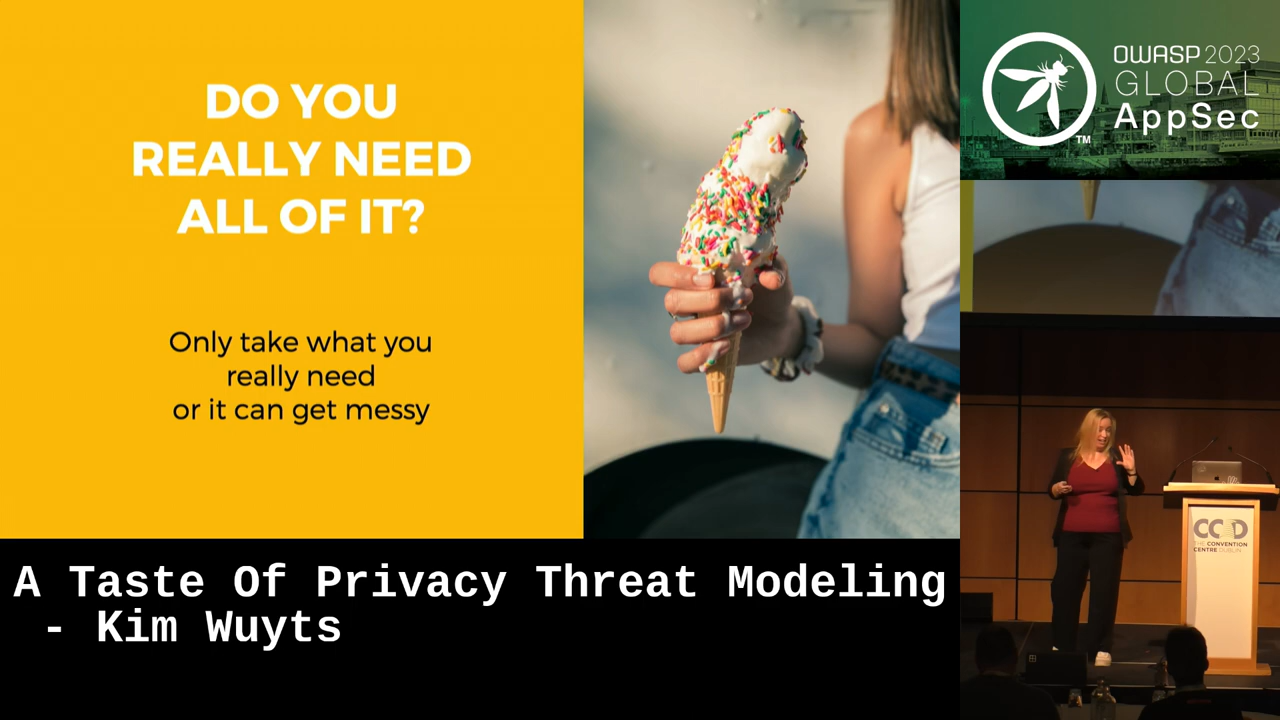 DO YOU
REALLY NEED
ALL OF IT?
Only take what you
really need
or it can get messy
OWASP 2023
GLOBAL
AppSec
TM
CCD
THE CONVENTION
CENTRE DUBLIN
A Taste Of Privacy Threat Modeling
- Kim Wuyts